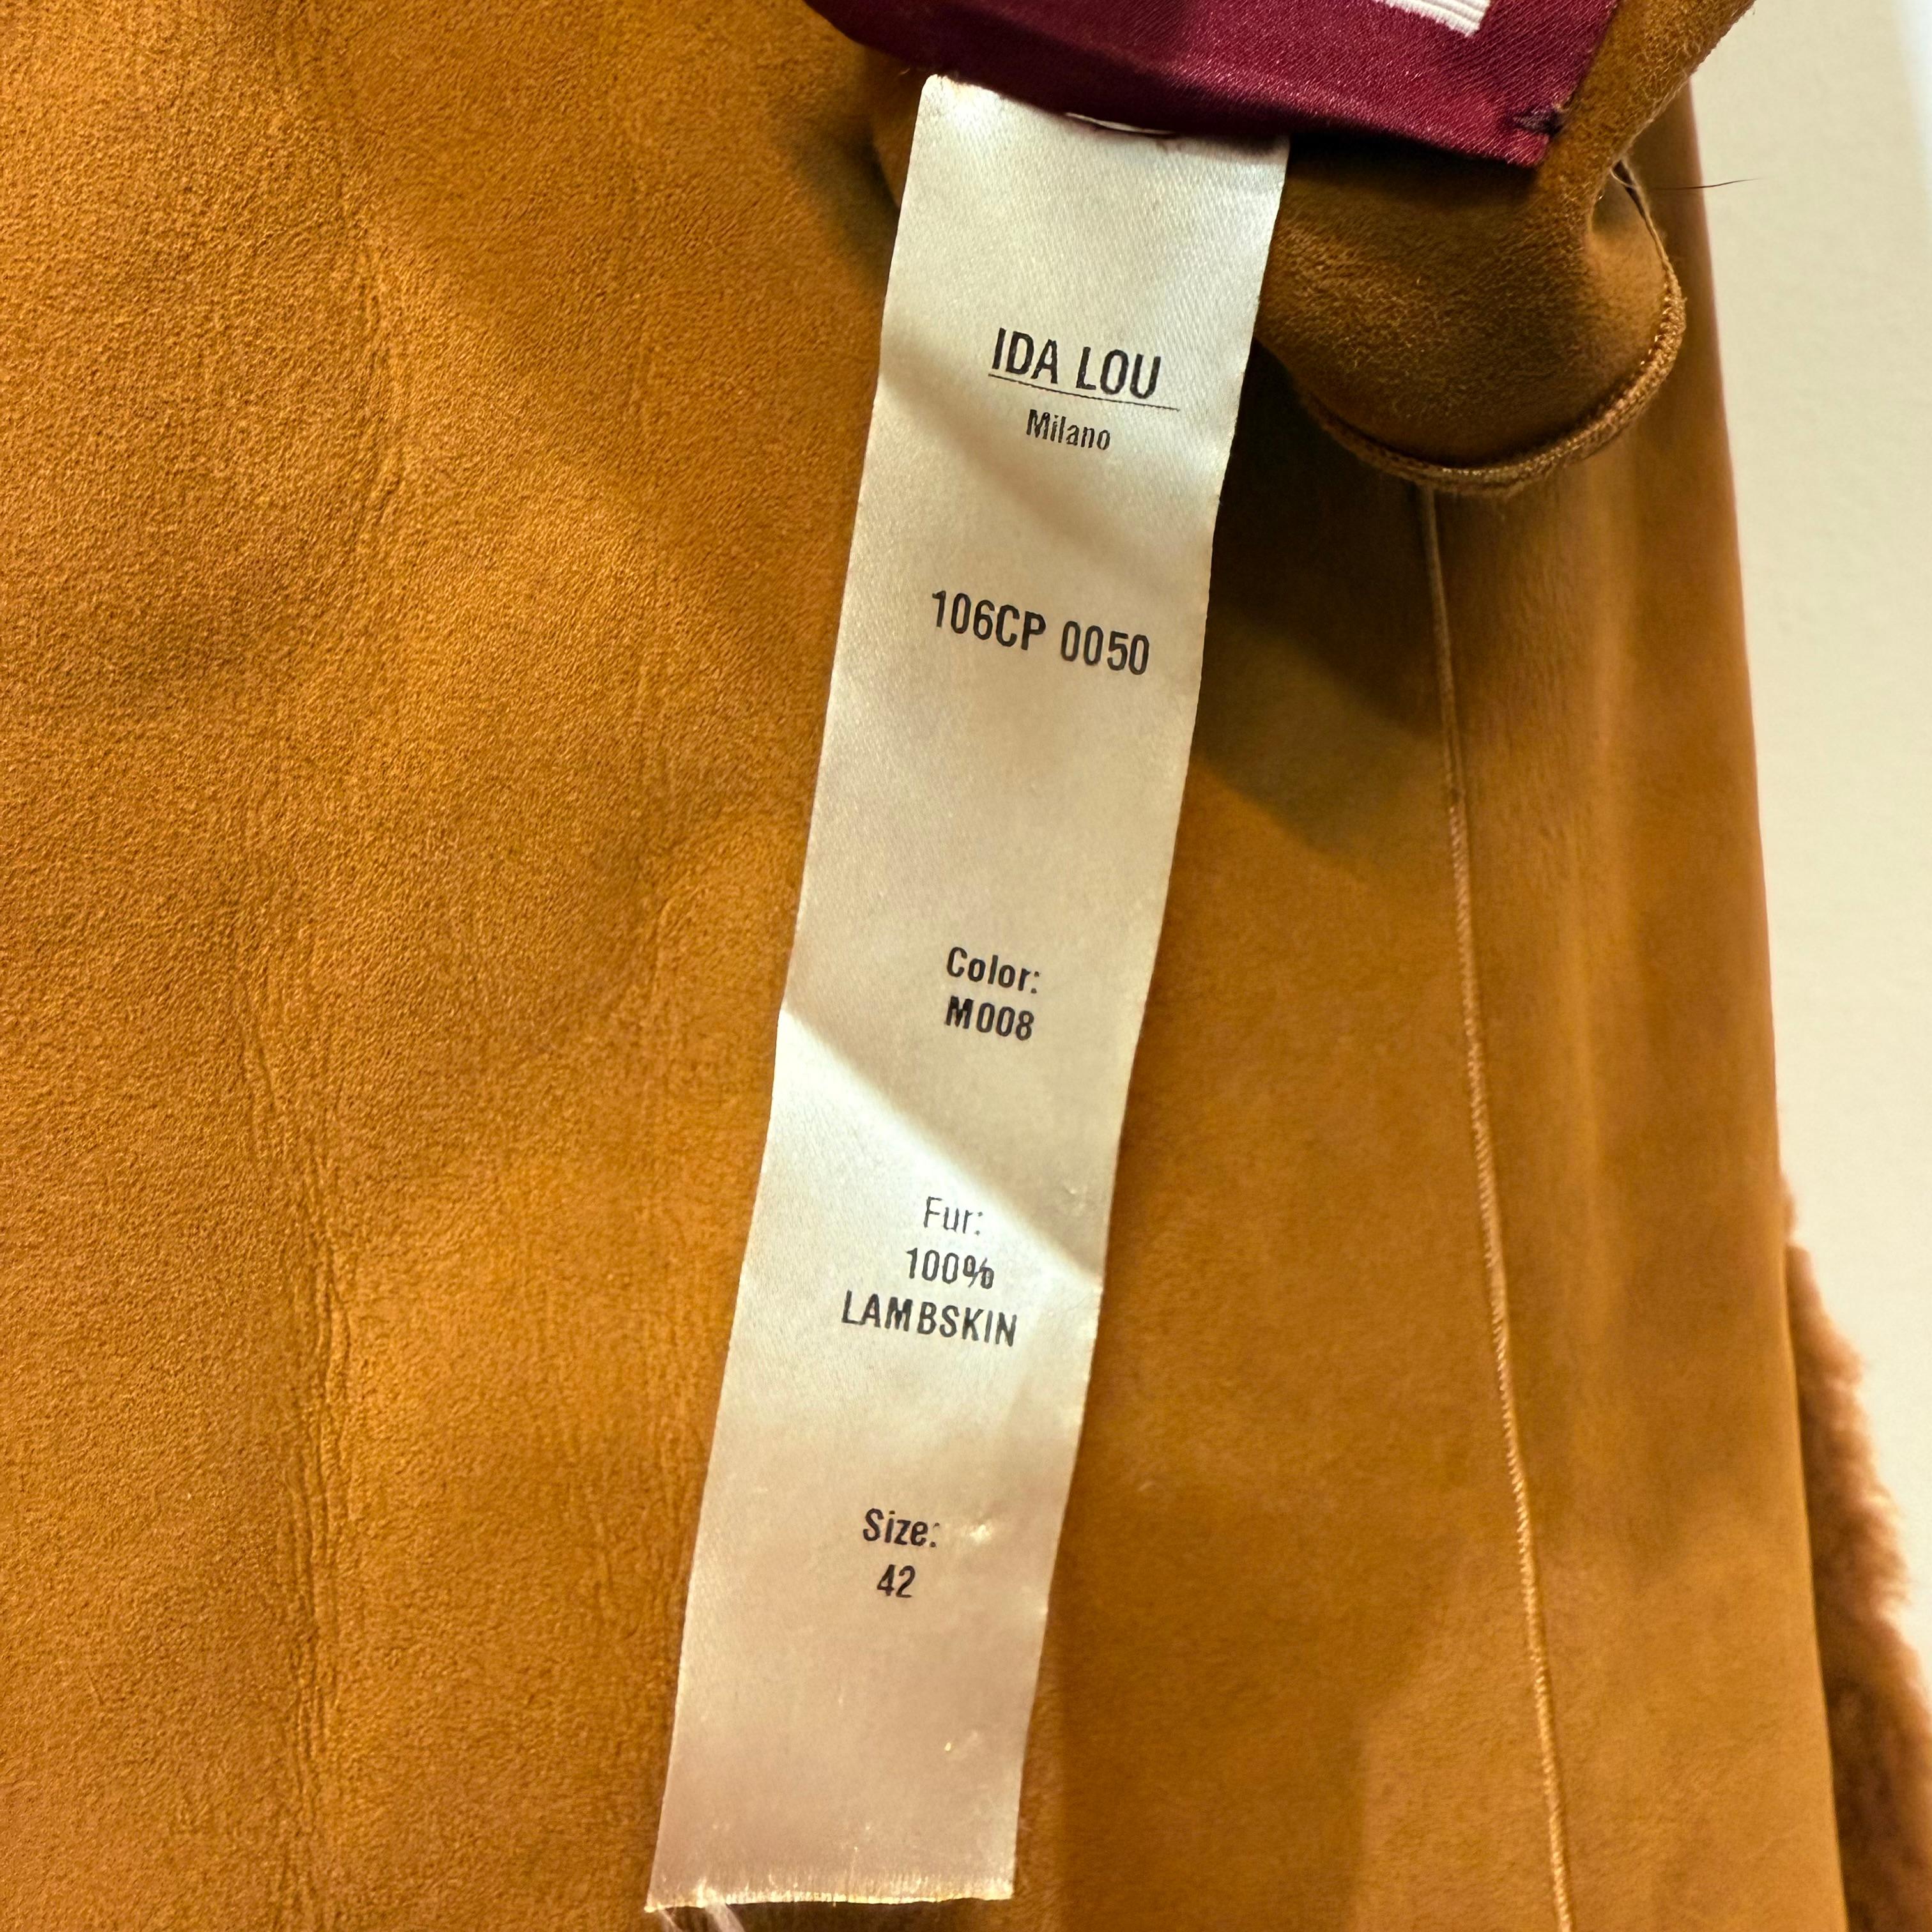 IDA LOU
Milano
106CP 0050
Color:
M008
Fur:
100%
LAMBSKIN
Size:
42